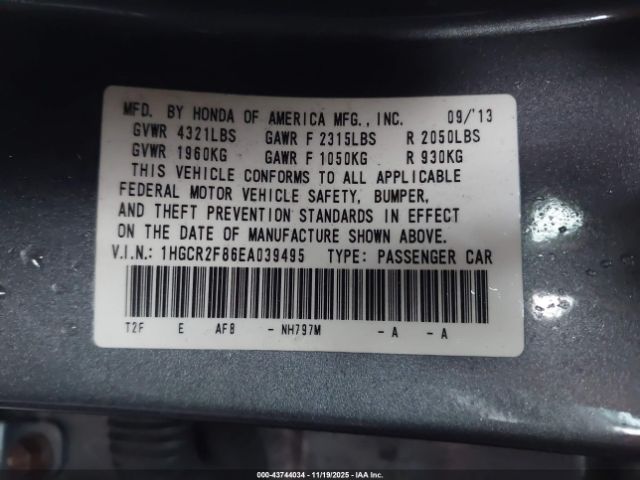 MFD. BY HONDA OF AMERICA MFG., INC. 09/'13
GVWR 4321LBS GAWR F 2315LBS R 2050LBS
GVWR 1960KG GAWR F 1050KG R 930KG
THIS VEHICLE CONFORMS TO ALL APPLICABLE
FEDERAL MOTOR VEHICLE SAFETY, BUMPER,
AND THEFT PREVENTION STANDARDS IN EFFECT
ON THE DATE OF MANUFACTURE SHOWN ABOVE.
V.I.N.: 1HGCR2F86EA039495 TYPE: PASSENGER CAR
T2F E AF8 - NH797M - A - A
000-43744034 — 11/19/2025 — IAA Inc.